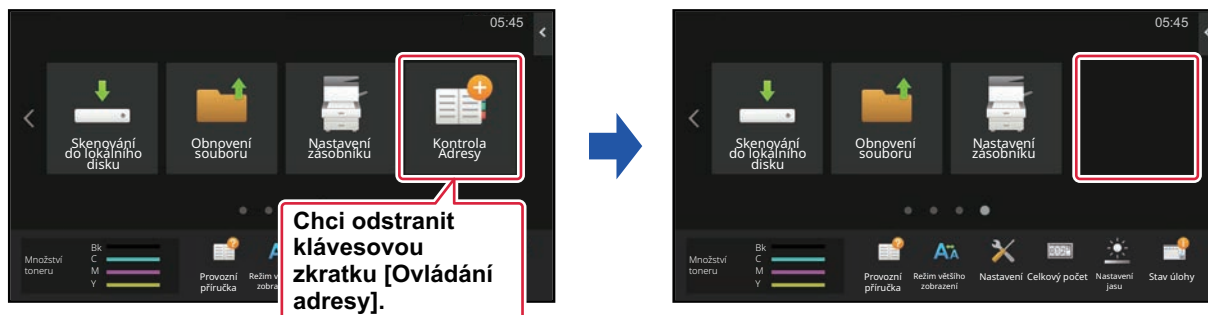 05:45
Skenování
do lokálního
disku
Obnovení
souboru
Nastavení
zásobníku
Kontrola
Adresy
Chci odstranit
klávesovou
zkratku [Ovládání
adresy].
Množství
toneru
Bk
C
M
Y
Provozní
příručka
05:45
Skenování
do lokálního
disku
Obnovení
souboru
Nastavení
zásobníku
Množství
toneru
Bk
C
M
Y
Provozní
příručka
Režim většího
zobrazení
Nastavení
Celkový počet
Nastavení
jasu
Stav úlohy